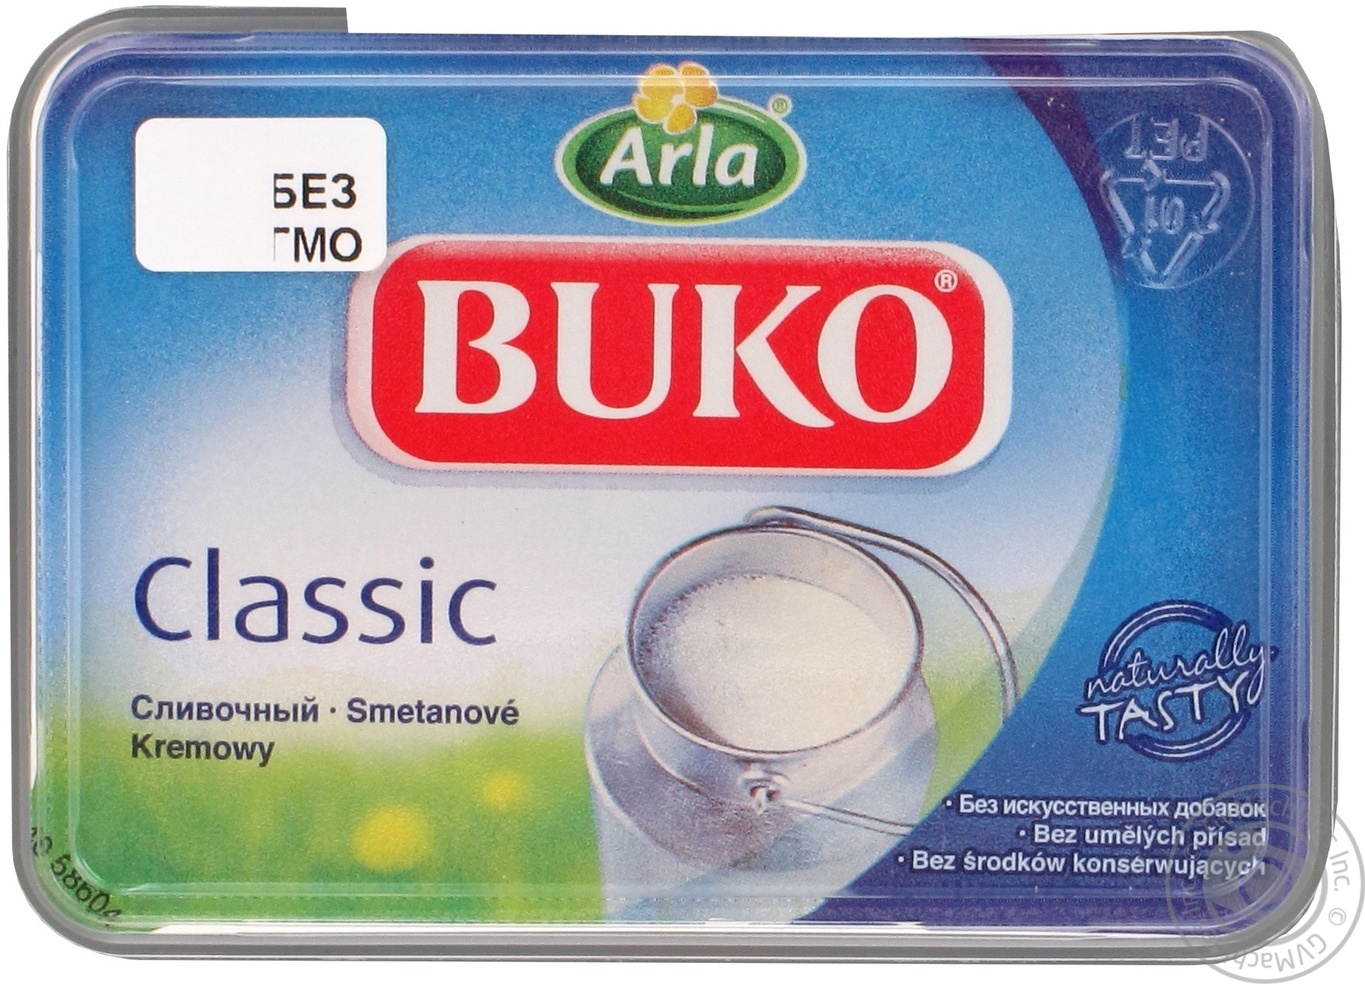 Arla®
БЕЗ
ГМО
BUKO®
PET
01
Classic
Сливочный · Smetanové
Kremowy
naturally
TASTY
· Без искусственных добавок
· Bez umělých přísad
· Bez środków konserwujących